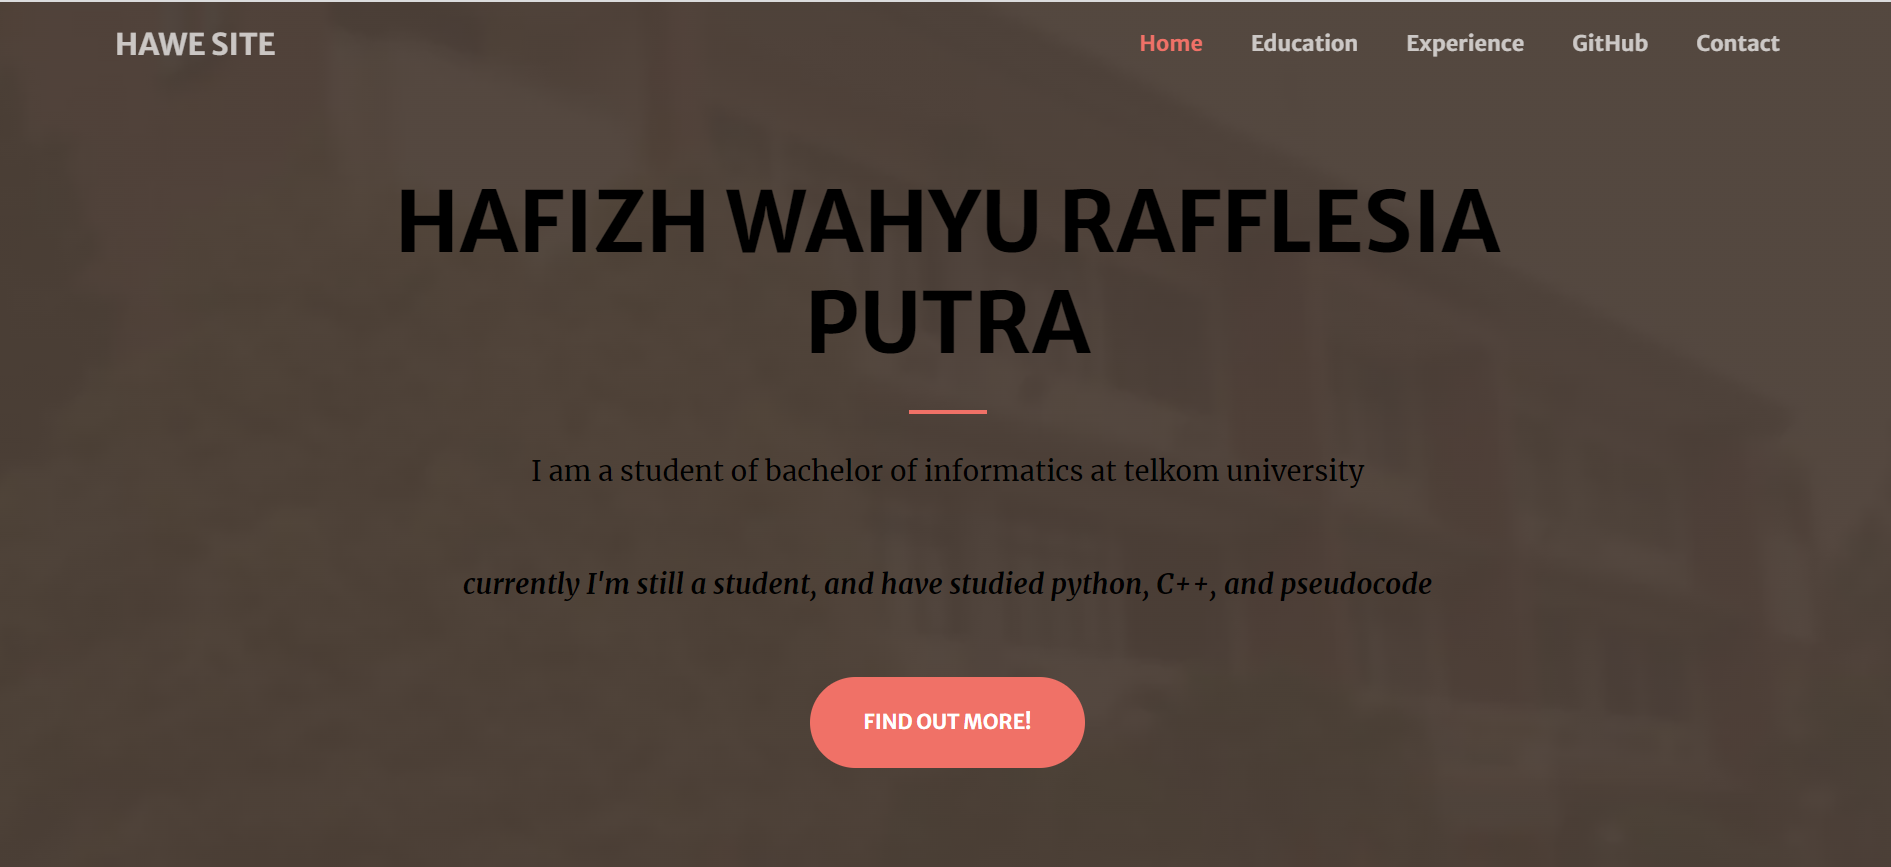 HAWE SITE
Home Education Experience GitHub Contact
HAFIZH WAHYU RAFFLESIA
PUTRA
I am a student of bachelor of informatics at telkom university
currently I'm still a student, and have studied python, C++, and pseudocode
FIND OUT MORE!